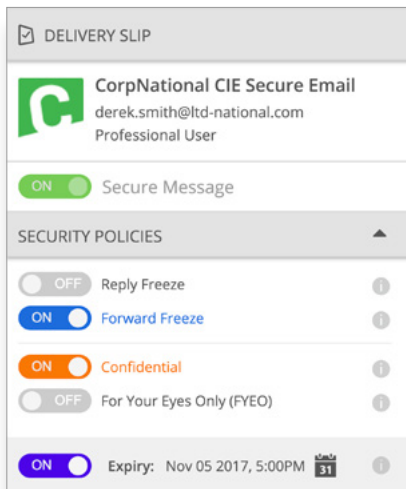 DELIVERY SLIP
CorpNational CIE Secure Email
derek.smith@ltd-national.com
Professional User
ON Secure Message
SECURITY POLICIES
OFF Reply Freeze
ON Forward Freeze
ON Confidential
OFF For Your Eyes Only (FYEO)
ON Expiry: Nov 05 2017, 5:00PM 31